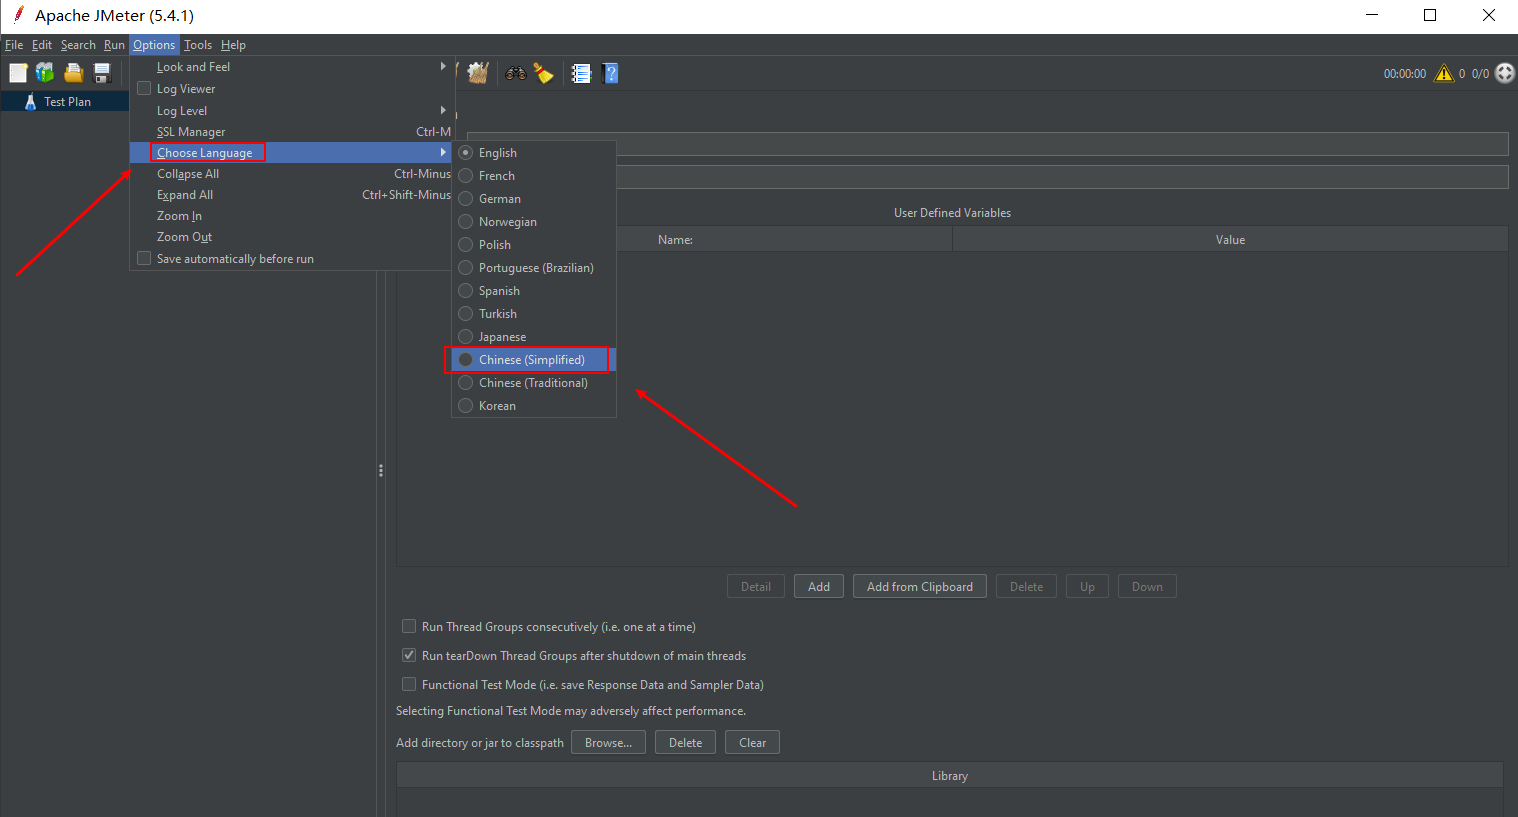 Apache JMeter (5.4.1)
File Edit Search Run Options Tools Help
00:00:00 0 0/0
Test Plan
Look and Feel
Log Viewer
Log Level
SSL Manager Ctrl-M
Choose Language
Collapse All Ctrl-Minus
Expand All Ctrl+Shift-Minus
Zoom In
Zoom Out
Save automatically before run
English
French
German
Norwegian
Polish
Portuguese (Brazilian)
Spanish
Turkish
Japanese
Chinese (Simplified)
Chinese (Traditional)
Korean
User Defined Variables
Name: Value
Detail Add Add from Clipboard Delete Up Down
Run Thread Groups consecutively (i.e. one at a time)
Run tearDown Thread Groups after shutdown of main threads
Functional Test Mode (i.e. save Response Data and Sampler Data)
Selecting Functional Test Mode may adversely affect performance.
Add directory or jar to classpath Browse... Delete Clear
Library